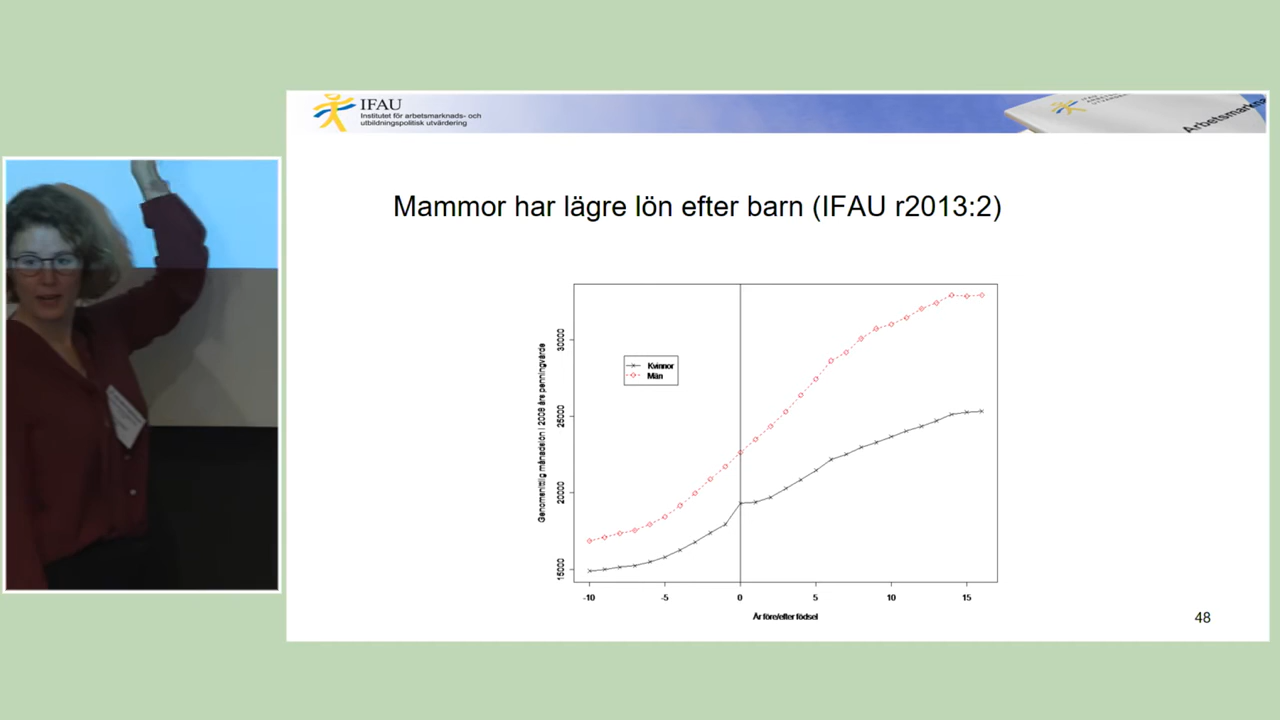 IFAU
Institutet för arbetsmarknads- och
utbildningspolitisk utvärdering
Arbetsmarkna
Mammor har lägre lön efter barn (IFAU r2013:2)
Genomsnittlig månadslön i 2008 års penningvärde
30000
25000
20000
15000
Kvinnor
Män
-10 -5 0 5 10 15
År före/efter födsel
48